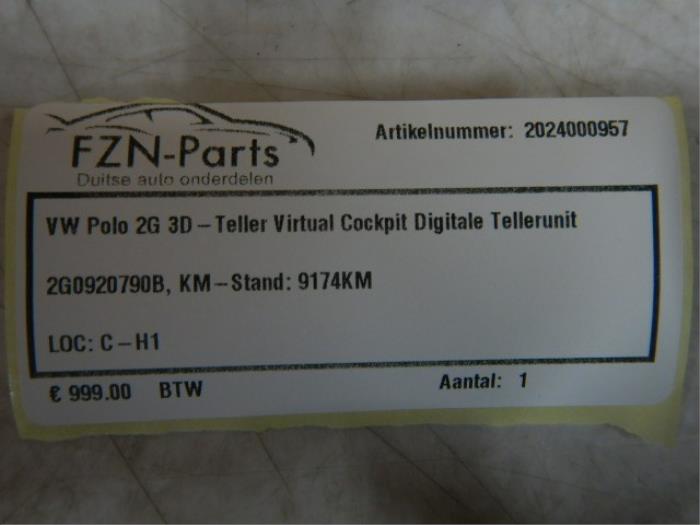 FZN-Parts
Duitse auto onderdelen
Artikelnummer: 2024000957
VW Polo 2G 3D - Teller Virtual Cockpit Digitale Tellerunit
2G0920790B, KM-Stand: 9174KM
LOC: C-H1
€ 999.00 BTW
Aantal: 1